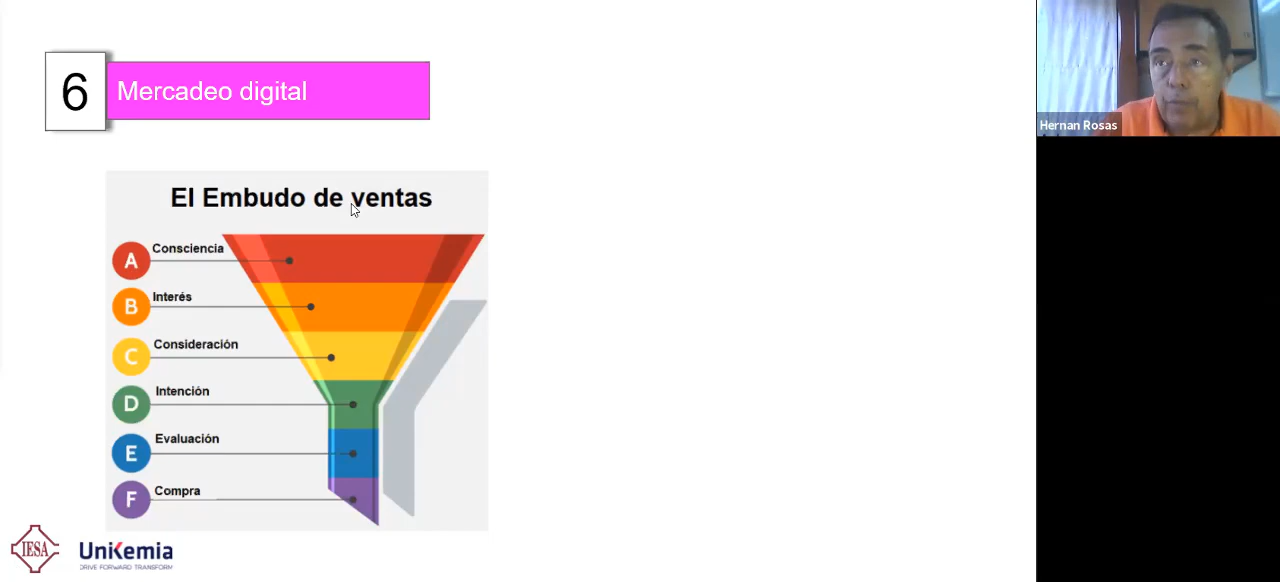 6
Mercadeo digital
El Embudo de ventas
A Consciencia
B Interés
C Consideración
D Intención
E Evaluación
F Compra
IESA
UniKemia
DRIVE FORWARD TRANSFORM
Hernan Rosas